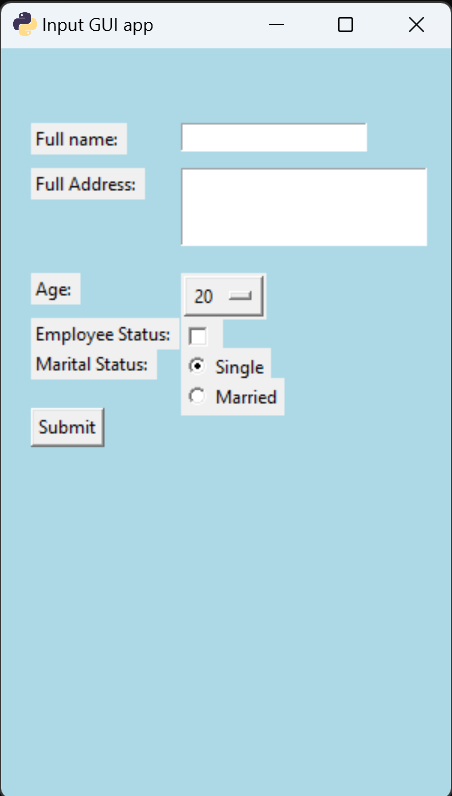 Input GUI app
Full name:
Full Address:
Age:
20
Employee Status:
Marital Status:
Single
Married
Submit